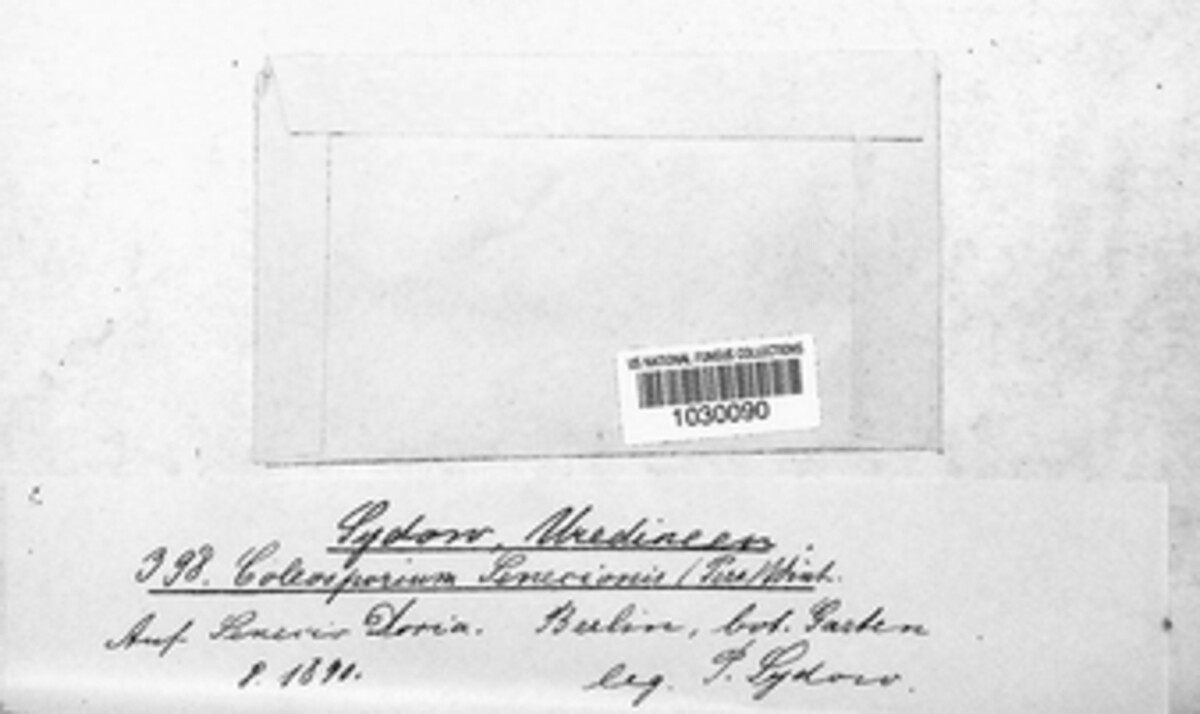 US NATIONAL FUNGUS COLLECTIONS
1030090
Sydow, Uredineen.
398. Coleosporium Senecionis (Pers) Wint.
Auf Senecio Doria. Berlin, bot. Garten
8. 1890. leg. P. Sydow.